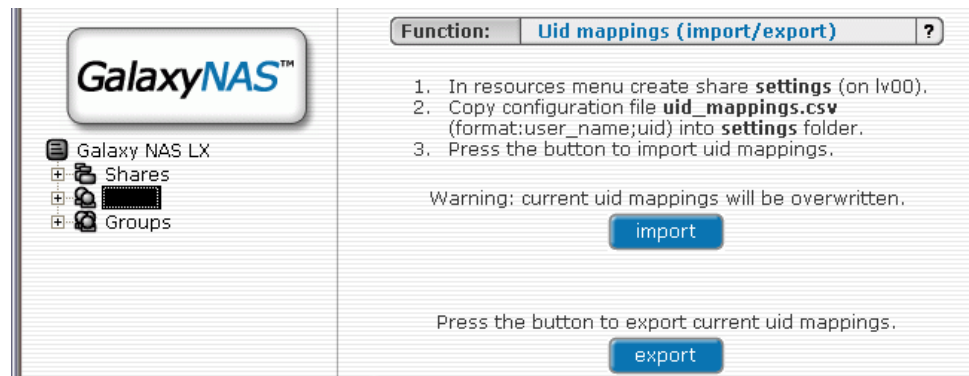 GalaxyNAS™
Galaxy NAS LX
Shares
Groups
Function: Uid mappings (import/export) ?
1. In resources menu create share settings (on lv00).
2. Copy configuration file uid_mappings.csv
(format:user_name;uid) into settings folder.
3. Press the button to import uid mappings.
Warning: current uid mappings will be overwritten.
import
Press the button to export current uid mappings.
export